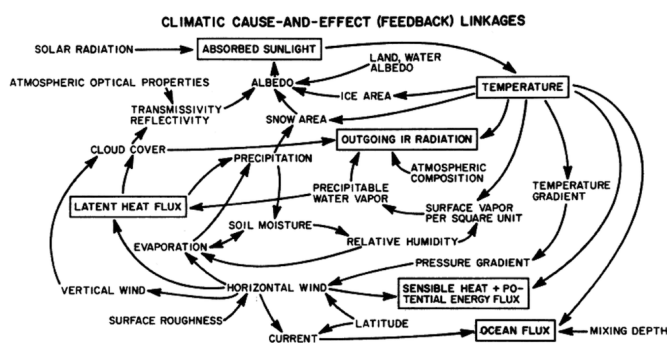 CLIMATIC CAUSE-AND-EFFECT (FEEDBACK) LINKAGES
SOLAR RADIATION
ABSORBED SUNLIGHT
LAND, WATER
ALBEDO
ATMOSPHERIC OPTICAL PROPERTIES
ALBEDO
TEMPERATURE
ICE AREA
TRANSMISSIVITY
REFLECTIVITY
SNOW AREA
OUTGOING IR RADIATION
CLOUD COVER
PRECIPITATION
ATMOSPHERIC
COMPOSITION
PRECIPITABLE
WATER VAPOR
TEMPERATURE
GRADIENT
LATENT HEAT FLUX
SURFACE VAPOR
PER SQUARE UNIT
SOIL MOISTURE
EVAPORATION
RELATIVE HUMIDITY
PRESSURE GRADIENT
VERTICAL WIND
HORIZONTAL WIND
SENSIBLE HEAT + PO-
TENTIAL ENERGY FLUX
SURFACE ROUGHNESS
LATITUDE
CURRENT
OCEAN FLUX
MIXING DEPTH